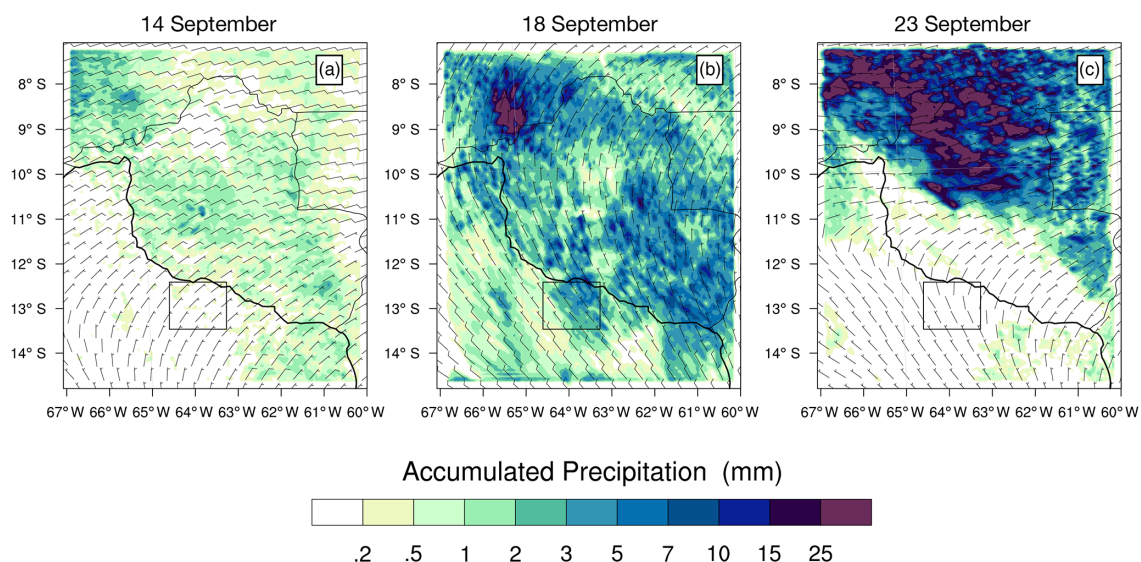 14 September 18 September 23 September
(a) (b) (c)
8° S 8° S 8° S
9° S 9° S 9° S
10° S 10° S 10° S
11° S 11° S 11° S
12° S 12° S 12° S
13° S 13° S 13° S
14° S 14° S 14° S
67°W 66°W 65°W 64°W 63°W 62°W 61°W 60°W 67°W 66°W 65°W 64°W 63°W 62°W 61°W 60°W 67°W 66°W 65°W 64°W 63°W 62°W 61°W 60°W
Accumulated Precipitation (mm)
.2 .5 1 2 3 5 7 10 15 25